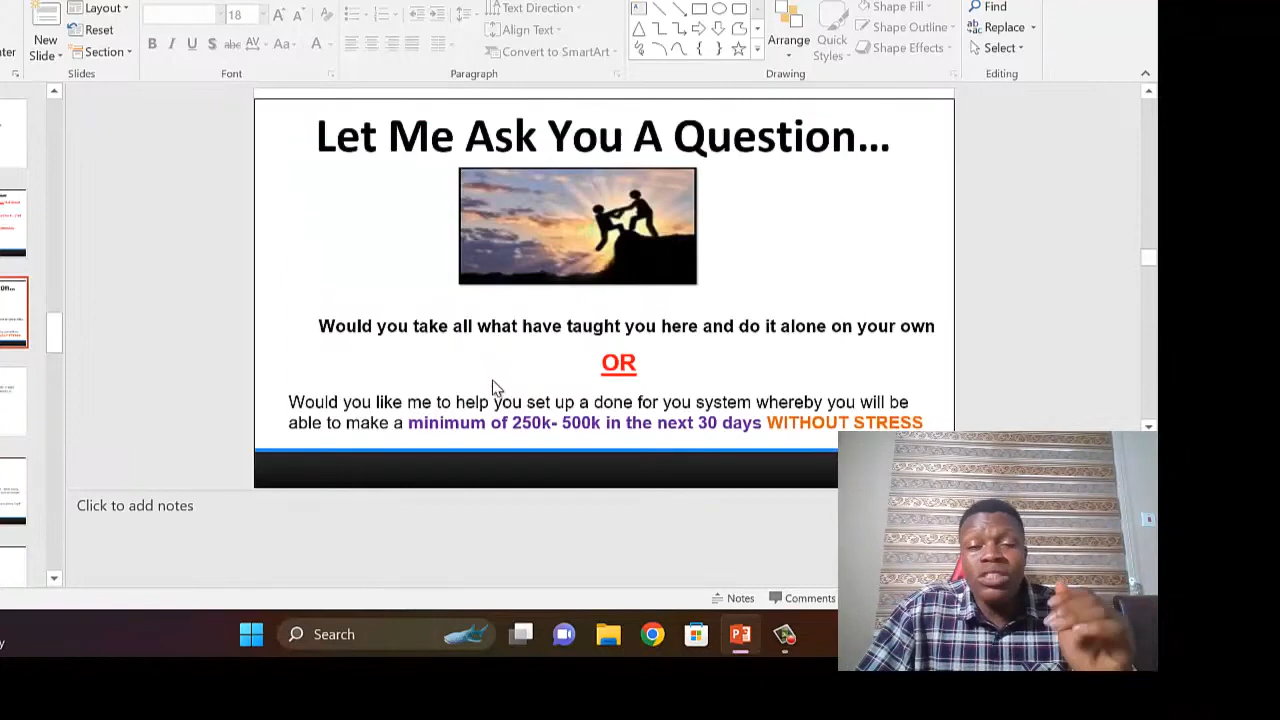 Layout
18
Text Direction
Shape Fill
Find
New
Slide
Reset
B I U S abc AV Aa A
Align Text
Arrange
Quick
Styles
Shape Outline
Replace
Section
Convert to SmartArt
Shape Effects
Select
Slides
Font
Paragraph
Drawing
Editing
Let Me Ask You A Question...
Would you take all what have taught you here and do it alone on your own
OR
Would you like me to help you set up a done for you system whereby you will be
able to make a minimum of 250k- 500k in the next 30 days WITHOUT STRESS
Click to add notes
Notes
Comments
Search